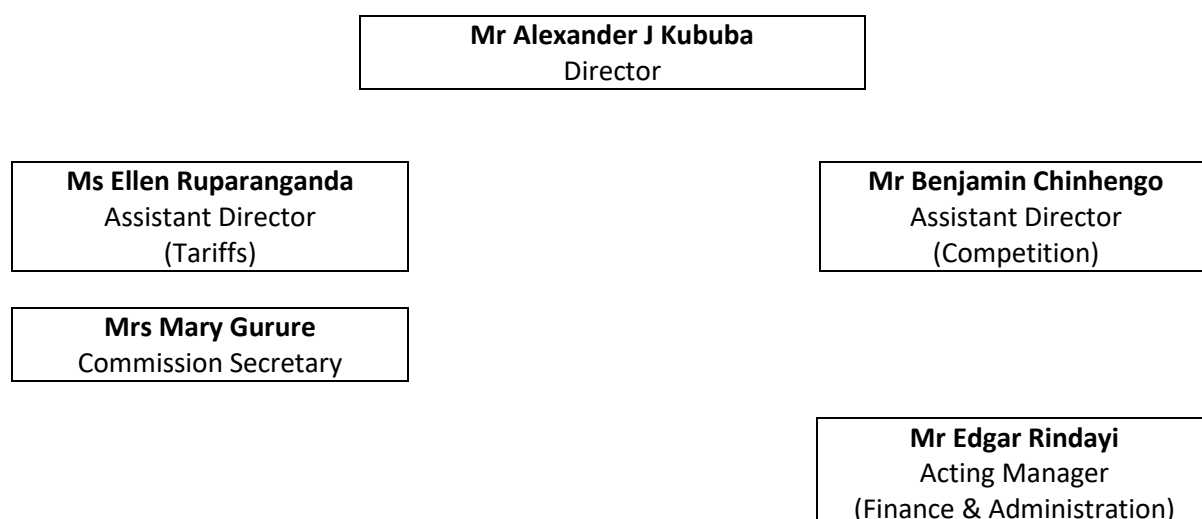 Mr Alexander J Kububa
Director
Ms Ellen Ruparanganda
Assistant Director
(Tariffs)
Mr Benjamin Chinhengo
Assistant Director
(Competition)
Mrs Mary Gurure
Commission Secretary
Mr Edgar Rindayi
Acting Manager
(Finance & Administration)